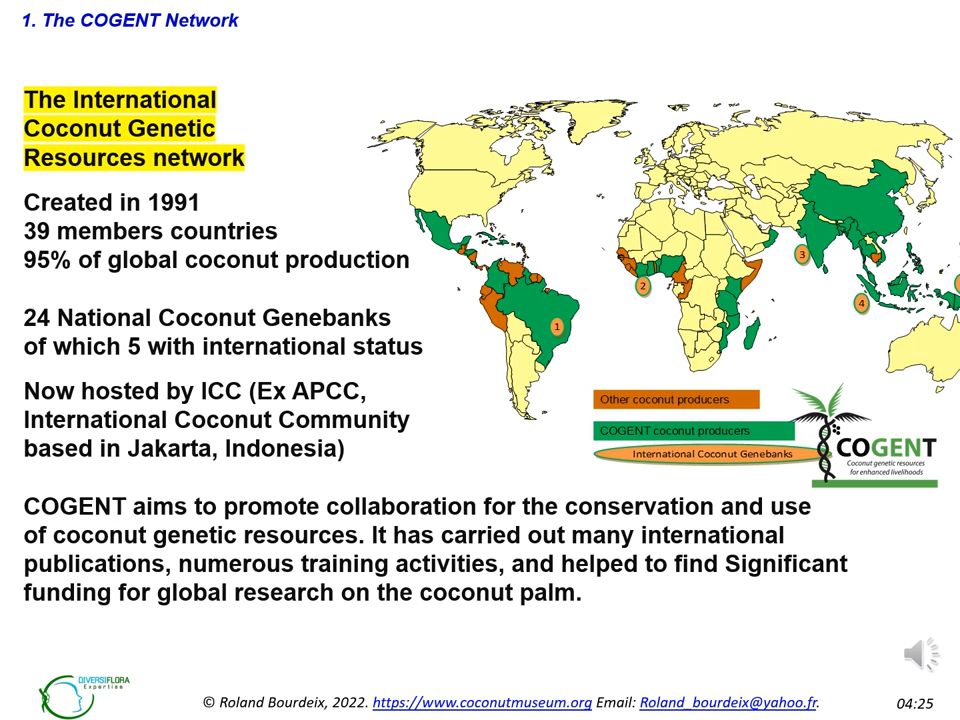 1. The COGENT Network
The International
Coconut Genetic
Resources network
Created in 1991
39 members countries
95% of global coconut production
24 National Coconut Genebanks
of which 5 with international status
Now hosted by ICC (Ex APCC,
International Coconut Community
based in Jakarta, Indonesia)
1
2
3
4
Other coconut producers
COGENT coconut producers
International Coconut Genebanks
COGENT
Coconut genetic resources
for enhanced livelihoods
COGENT aims to promote collaboration for the conservation and use
of coconut genetic resources. It has carried out many international
publications, numerous training activities, and helped to find Significant
funding for global research on the coconut palm.
DIVERSIFLORA
Expertise
© Roland Bourdeix, 2022. https://www.coconutmuseum.org Email: Roland_bourdeix@yahoo.fr.
04:25